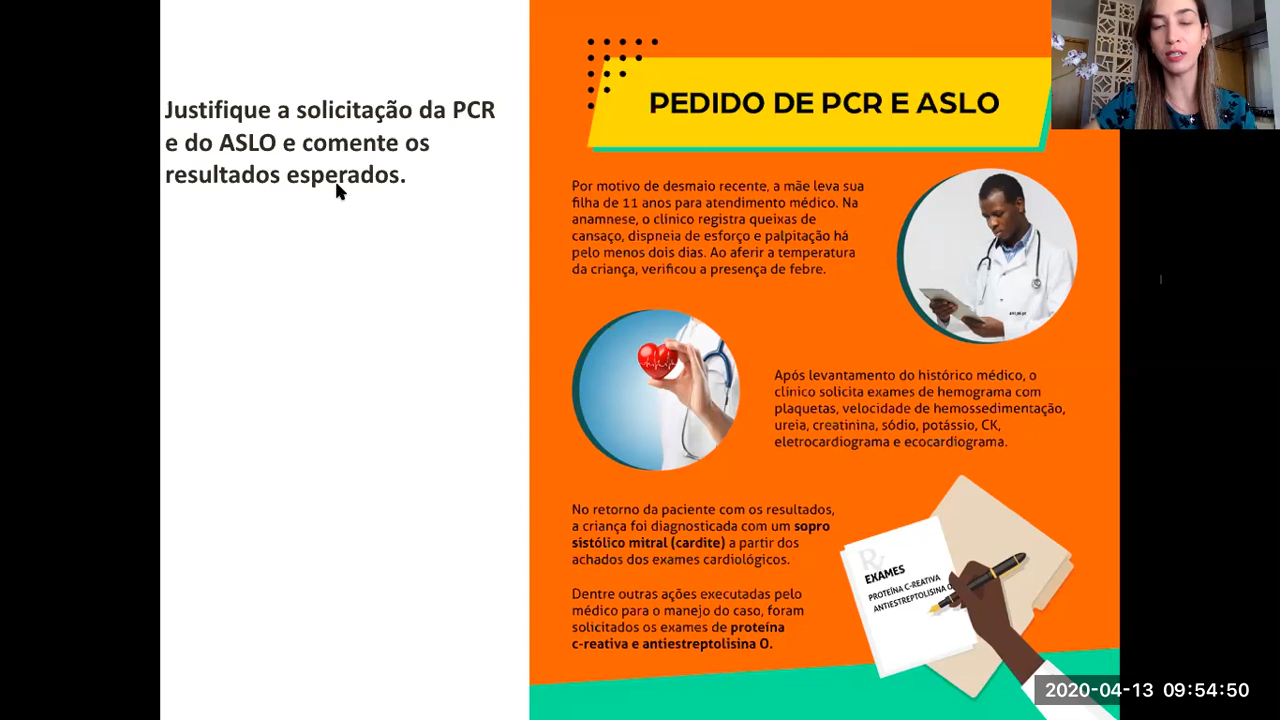 Justifique a solicitação da PCR
e do ASLO e comente os
resultados esperados.
PEDIDO DE PCR E ASLO
Por motivo de desmaio recente, a mãe leva sua
filha de 11 anos para atendimento médico. Na
anamnese, o clínico registra queixas de
cansaço, dispneia de esforço e palpitação há
pelo menos dois dias. Ao aferir a temperatura
da criança, verificou a presença de febre.
Após levantamento do histórico médico, o
clínico solicita exames de hemograma com
plaquetas, velocidade de hemossedimentação,
ureia, creatinina, sódio, potássio, CK,
eletrocardiograma e ecocardiograma.
No retorno da paciente com os resultados,
a criança foi diagnosticada com um sopro
sistólico mitral (cardite) a partir dos
achados dos exames cardiológicos.
Dentre outras ações executadas pelo
médico para o manejo do caso, foram
solicitados os exames de proteína
c-reativa e antiestreptolisina O.
EXAMES
PROTEÍNA C-REATIVA
ANTIESTREPTOLISINA O
2020-04-13 09:54:50